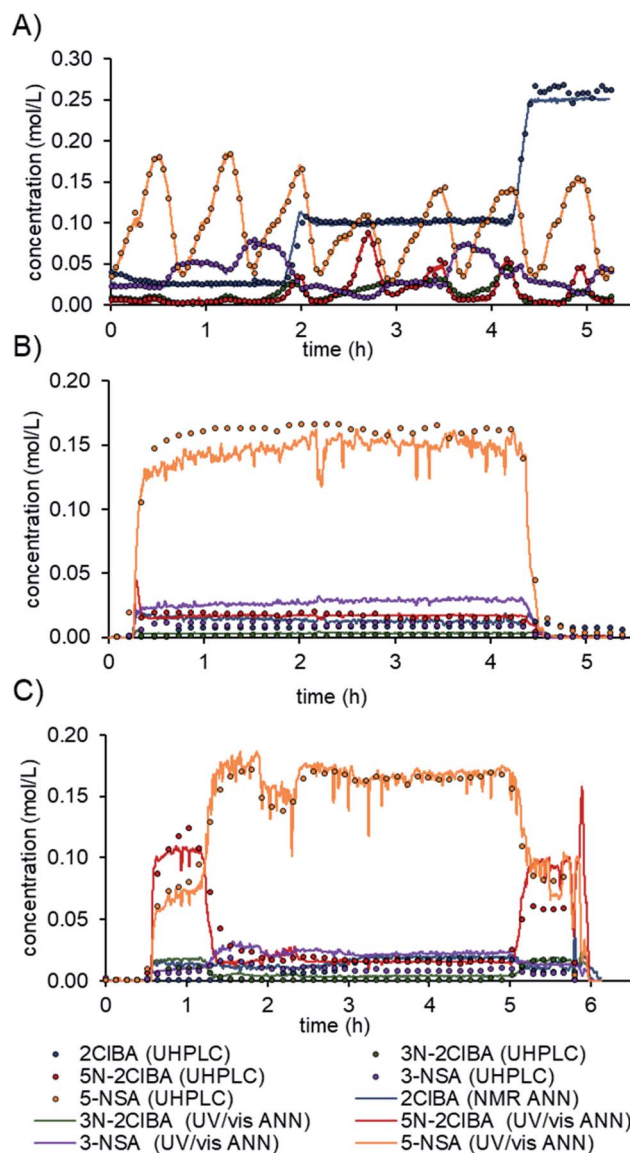 A)
concentration (mol/L)
0.30
0.25
0.20
0.15
0.10
0.05
0.00
0 1 2 3 4 5
time (h)
B)
concentration (mol/L)
0.20
0.15
0.10
0.05
0.00
0 1 2 3 4 5
time (h)
C)
concentration (mol/L)
0.20
0.15
0.10
0.05
0.00
0 1 2 3 4 5 6
time (h)
2ClBA (UHPLC) 3N-2ClBA (UHPLC)
5N-2ClBA (UHPLC) 3-NSA (UHPLC)
5-NSA (UHPLC) 2ClBA (NMR ANN)
3N-2ClBA (UV/vis ANN) 5N-2ClBA (UV/vis ANN)
3-NSA (UV/vis ANN) 5-NSA (UV/vis ANN)